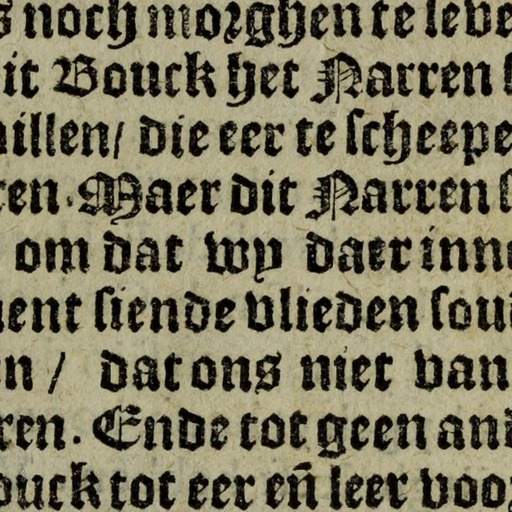 s noch morghen te leve
it Bouck het Narren s
illen/ die eer te scheepe
ren. Maer dit Narren s
om dat wy daer inne
ent siende vlieden sou
n / dat ons niet van
ren. Ende tot geen and
ouck tot eer eñ leer voor